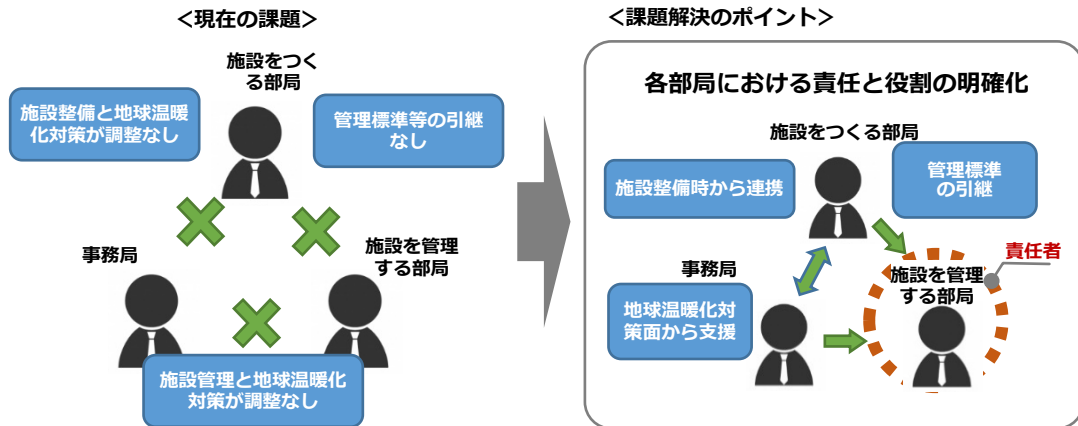 ＜現在の課題＞
施設をつく
る部局
施設整備と地球温暖
化対策が調整なし
管理標準等の引継
なし
事務局
施設を管理
する部局
施設管理と地球温暖化
対策が調整なし
＜課題解決のポイント＞
各部局における責任と役割の明確化
施設をつくる部局
施設整備時から連携
管理標準
の引継
責任者
事務局
施設を管理
する部局
地球温暖化対
策面から支援